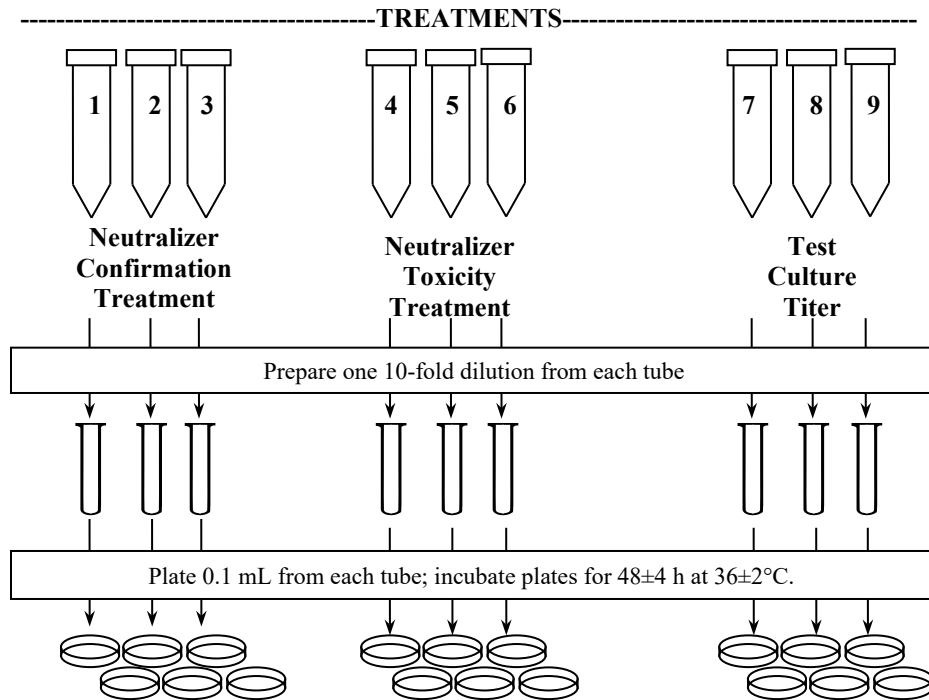 TREATMENTS
1 2 3 4 5 6 7 8 9
Neutralizer
Confirmation
Treatment
Neutralizer
Toxicity
Treatment
Test
Culture
Titer
Prepare one 10-fold dilution from each tube
Plate 0.1 mL from each tube; incubate plates for 48±4 h at 36±2°C.